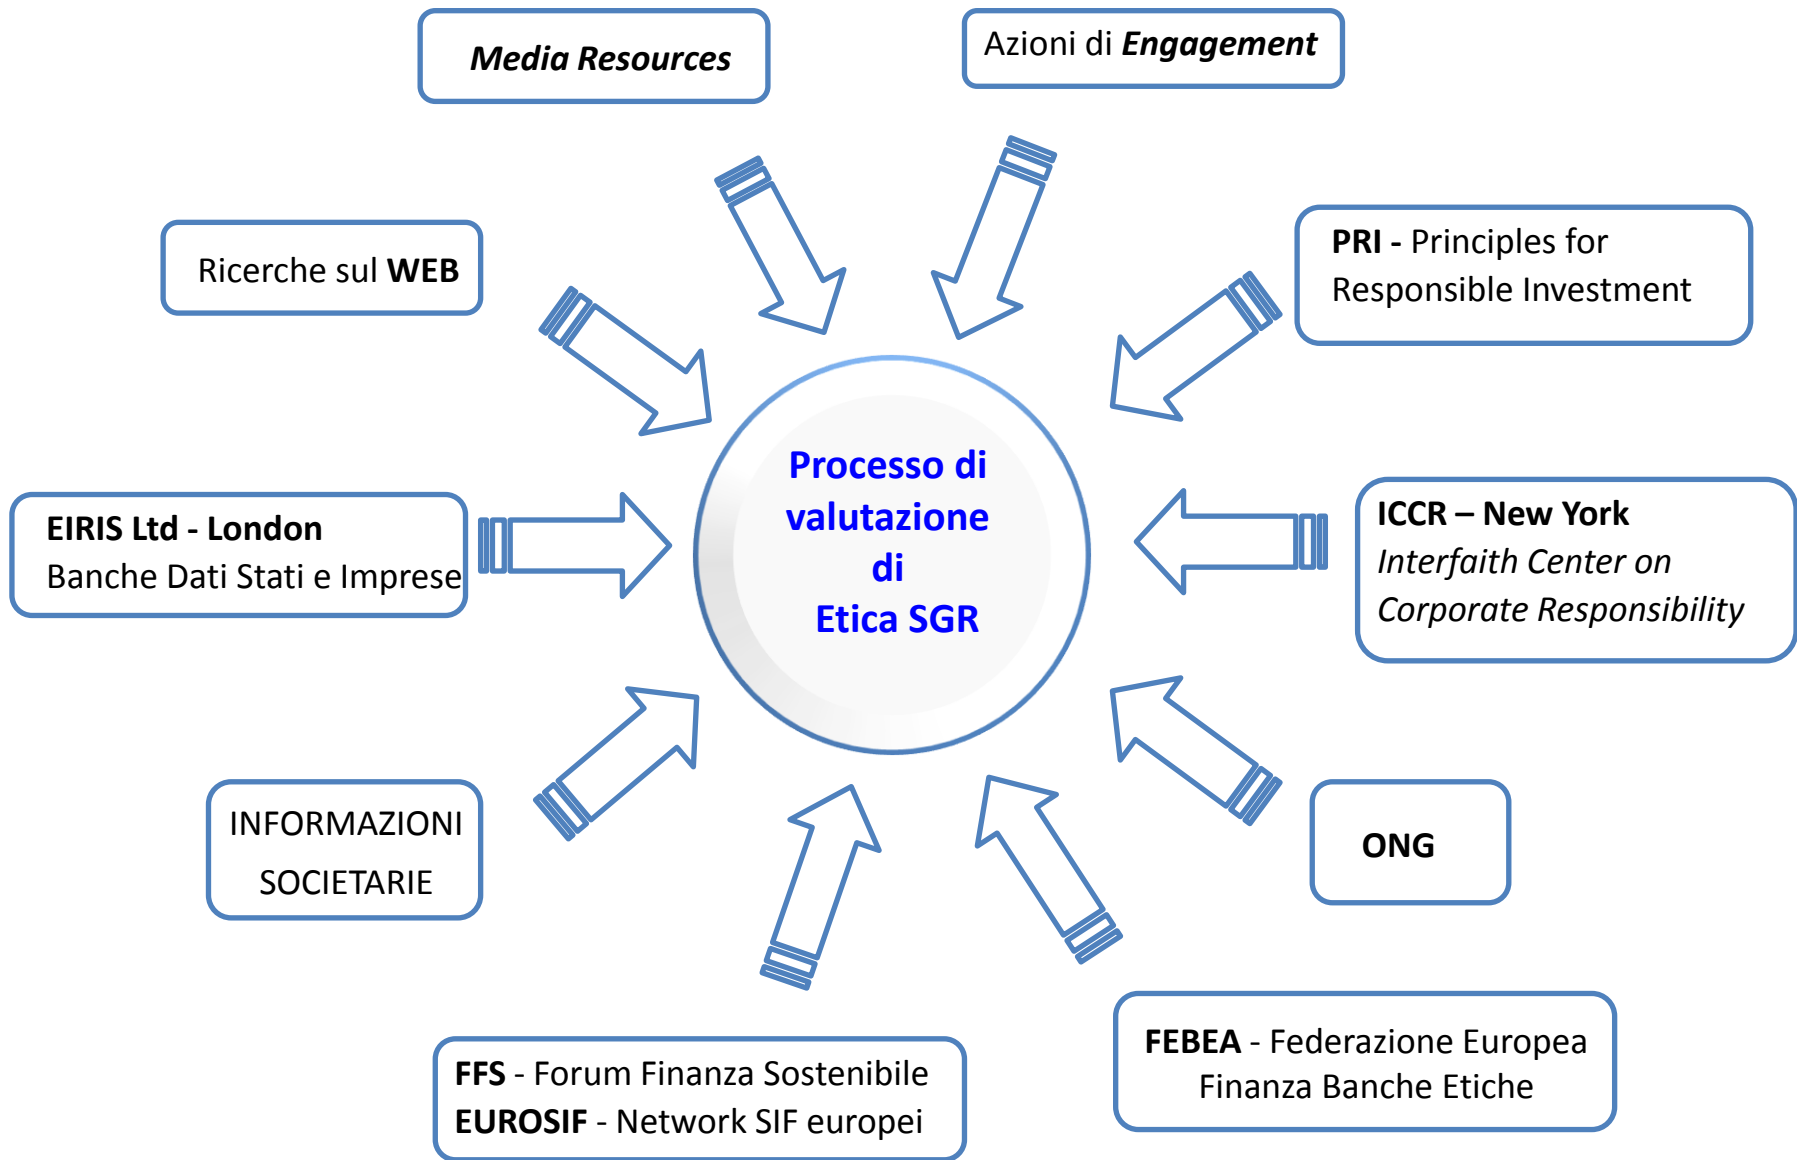 Media Resources
Azioni di Engagement
Ricerche sul WEB
PRI - Principles for
Responsible Investment
Processo di
valutazione
di
Etica SGR
EIRIS Ltd - London
Banche Dati Stati e Imprese
ICCR – New York
Interfaith Center on
Corporate Responsibility
INFORMAZIONI
SOCIETARIE
ONG
FFS - Forum Finanza Sostenibile
EUROSIF - Network SIF europei
FEBEA - Federazione Europea
Finanza Banche Etiche